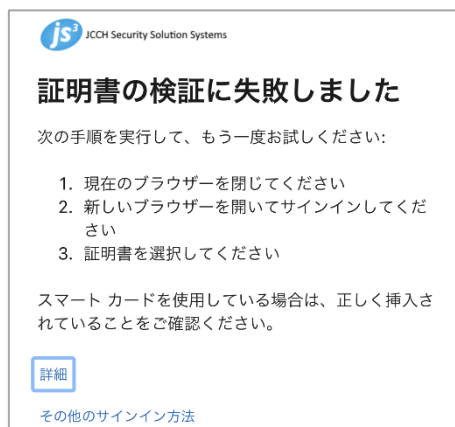 js3 JCCH Security Solution Systems
証明書の検証に失敗しました
次の手順を実行して、もう一度お試しください:
1. 現在のブラウザーを閉じてください
2. 新しいブラウザーを開いてサインインしてくだ
さい
3. 証明書を選択してください
スマート カードを使用している場合は、正しく挿入さ
れていることをご確認ください。
詳細
その他のサインイン方法